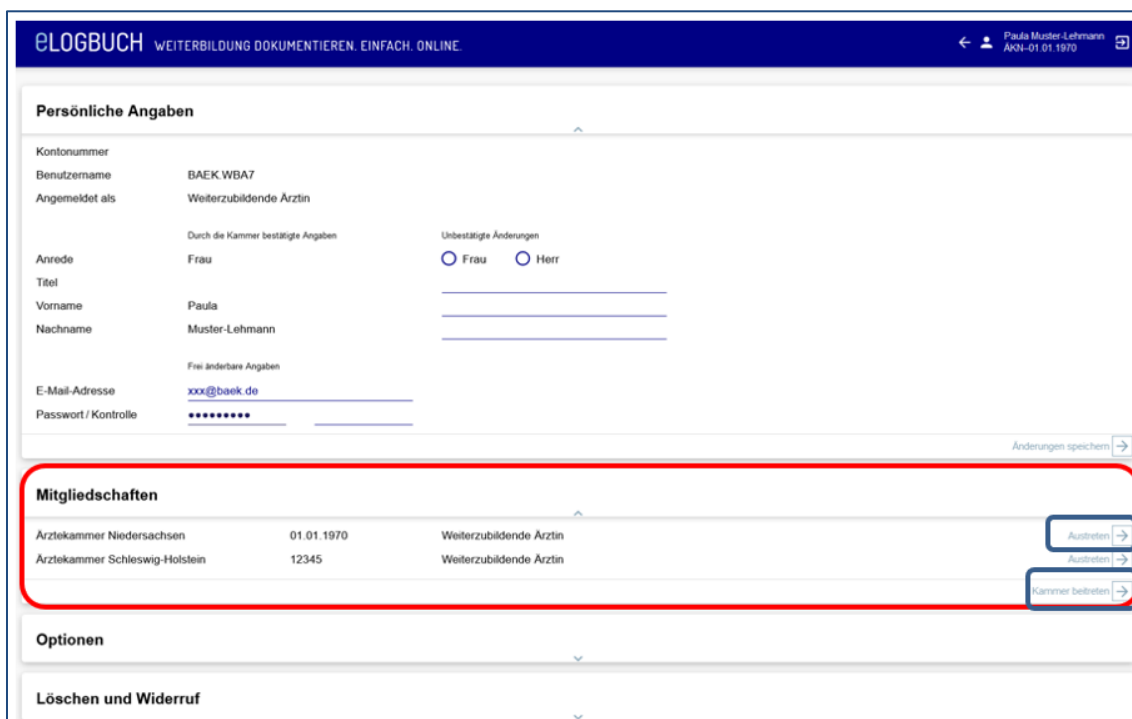 eLOGBUCH WEITERBILDUNG DOKUMENTIEREN. EINFACH. ONLINE.
Paula Muster-Lehmann
ÄKN-01.01.1970
Persönliche Angaben
Kontonummer
Benutzername BAEK.WBA7
Angemeldet als Weiterzubildende Ärztin
Durch die Kammer bestätigte Angaben Unbestätigte Änderungen
Anrede Frau Frau Herr
Titel
Vorname Paula
Nachname Muster-Lehmann
Frei änderbare Angaben
E-Mail-Adresse xxx@baek.de
Passwort / Kontrolle •••••••••
Änderungen speichern
Mitgliedschaften
Ärztekammer Niedersachsen 01.01.1970 Weiterzubildende Ärztin Austreten
Ärztekammer Schleswig-Holstein 12345 Weiterzubildende Ärztin Austreten
Kammer beitreten
Optionen
Löschen und Widerruf